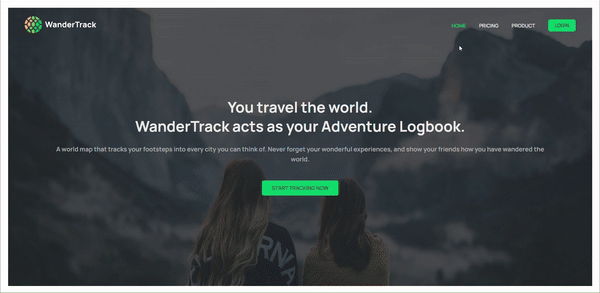 WanderTrack
HOME PRICING PRODUCT LOGIN
You travel the world.
WanderTrack acts as your Adventure Logbook.
A world map that tracks your footsteps into every city you can think of. Never forget your wonderful experiences, and show your friends how you have wandered the
world.
START TRACKING NOW